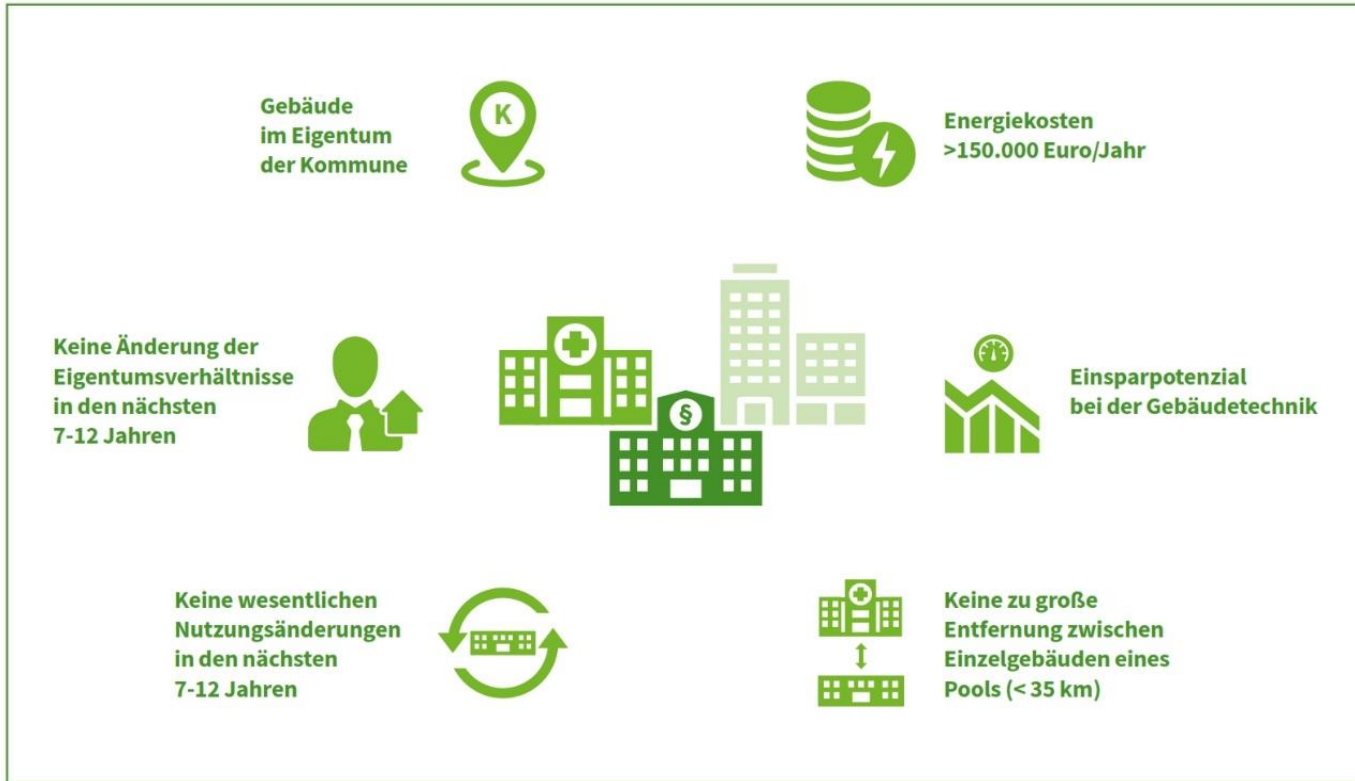 Gebäude
im Eigentum
der Kommune
K
Energiekosten
>150.000 Euro/Jahr
Keine Änderung der
Eigentumsverhältnisse
in den nächsten
7-12 Jahren
§
Einsparpotenzial
bei der Gebäudetechnik
Keine wesentlichen
Nutzungsänderungen
in den nächsten
7-12 Jahren
Keine zu große
Entfernung zwischen
Einzelgebäuden eines
Pools (< 35 km)